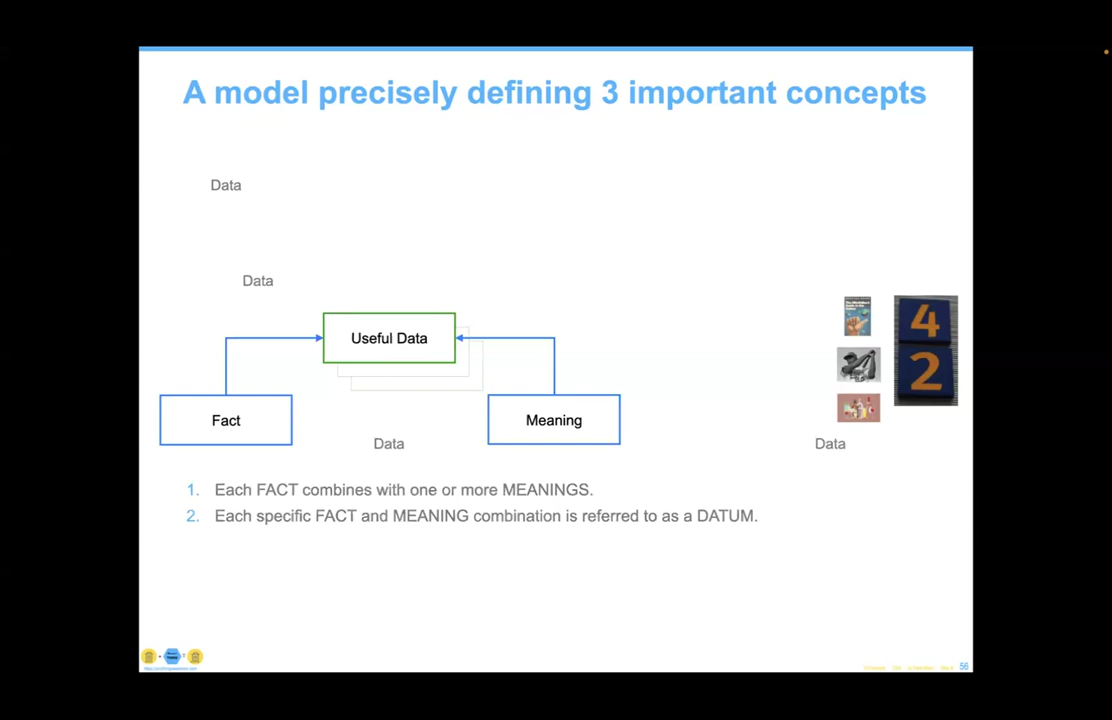 A model precisely defining 3 important concepts
Data
Data
Useful Data
4
2
Fact
Meaning
Data
Data
1. Each FACT combines with one or more MEANINGS.
2. Each specific FACT and MEANING combination is referred to as a DATUM.
56